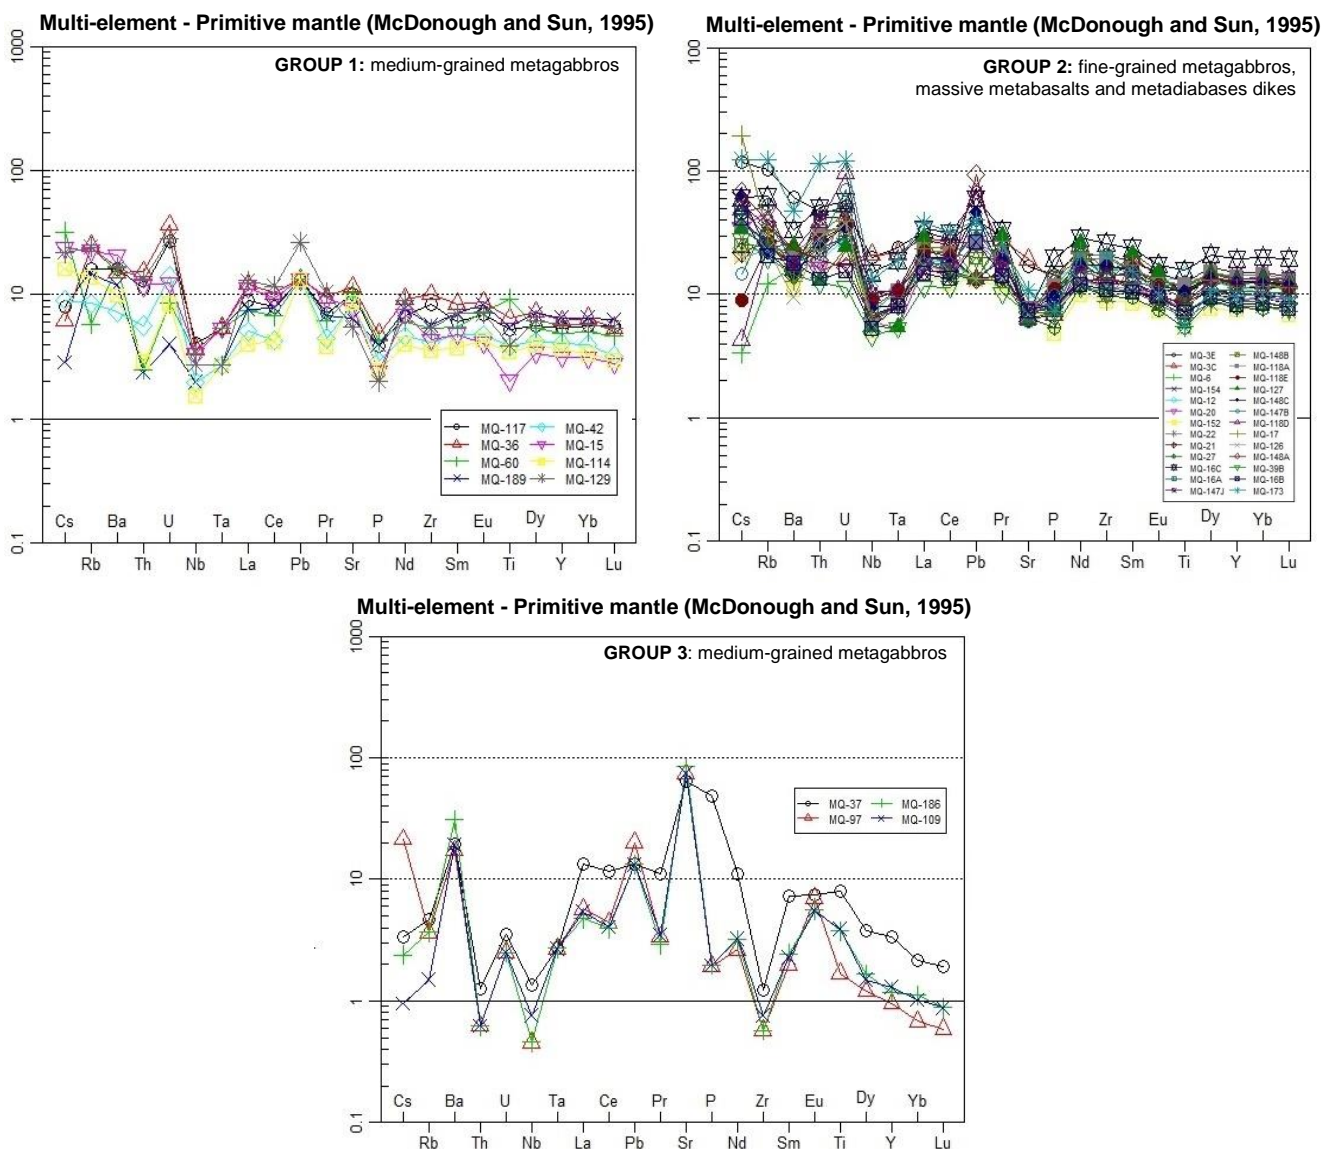 Multi-element - Primitive mantle (McDonough and Sun, 1995)
GROUP 1: medium-grained metagabbros
1000
100
10
1
0.1
Cs Ba U Ta Ce Pr P Zr Eu Dy Yb
Rb Th Nb La Pb Sr Nd Sm Ti Y Lu
MQ-117 MQ-42
MQ-36 MQ-15
MQ-60 MQ-114
MQ-189 MQ-129
Multi-element - Primitive mantle (McDonough and Sun, 1995)
GROUP 2: fine-grained metagabbros,
massive metabasalts and metadiabases dikes
100
100
10
1
0.1
Cs Ba U Ta Ce Pr P Zr Eu Dy Yb
Rb Th Nb La Pb Sr Nd Sm Ti Y Lu
MQ-3E MQ-148B
MQ-3C MQ-118A
MQ-6 MQ-118E
MQ-154 MQ-127
MQ-12 MQ-148C
MQ-20 MQ-147B
MQ-152 MQ-118D
MQ-22 MQ-17
MQ-21 MQ-126
MQ-27 MQ-148A
MQ-16C MQ-39B
MQ-16A MQ-16B
MQ-147J MQ-173
Multi-element - Primitive mantle (McDonough and Sun, 1995)
GROUP 3: medium-grained metagabbros
1000
100
10
1
0.1
Cs Ba U Ta Ce Pr P Zr Eu Dy Yb
Rb Th Nb La Pb Sr Nd Sm Ti Y Lu
MQ-37 MQ-186
MQ-97 MQ-109